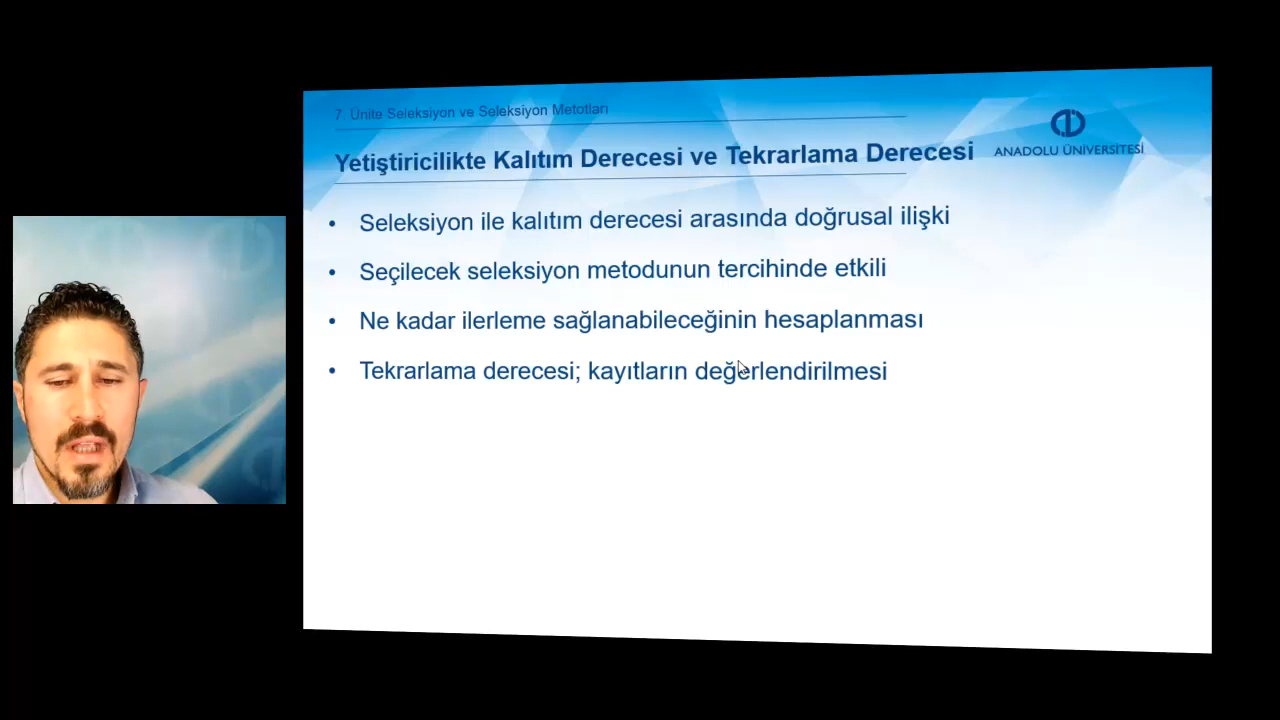 7. Ünite Seleksiyon ve Seleksiyon Metotları
Yetiştiricilikte Kalıtım Derecesi ve Tekrarlama Derecesi
ANADOLU ÜNİVERSİTESİ
• Seleksiyon ile kalıtım derecesi arasında doğrusal ilişki
• Seçilecek seleksiyon metodunun tercihinde etkili
• Ne kadar ilerleme sağlanabileceğinin hesaplanması
• Tekrarlama derecesi; kayıtların değerlendirilmesi